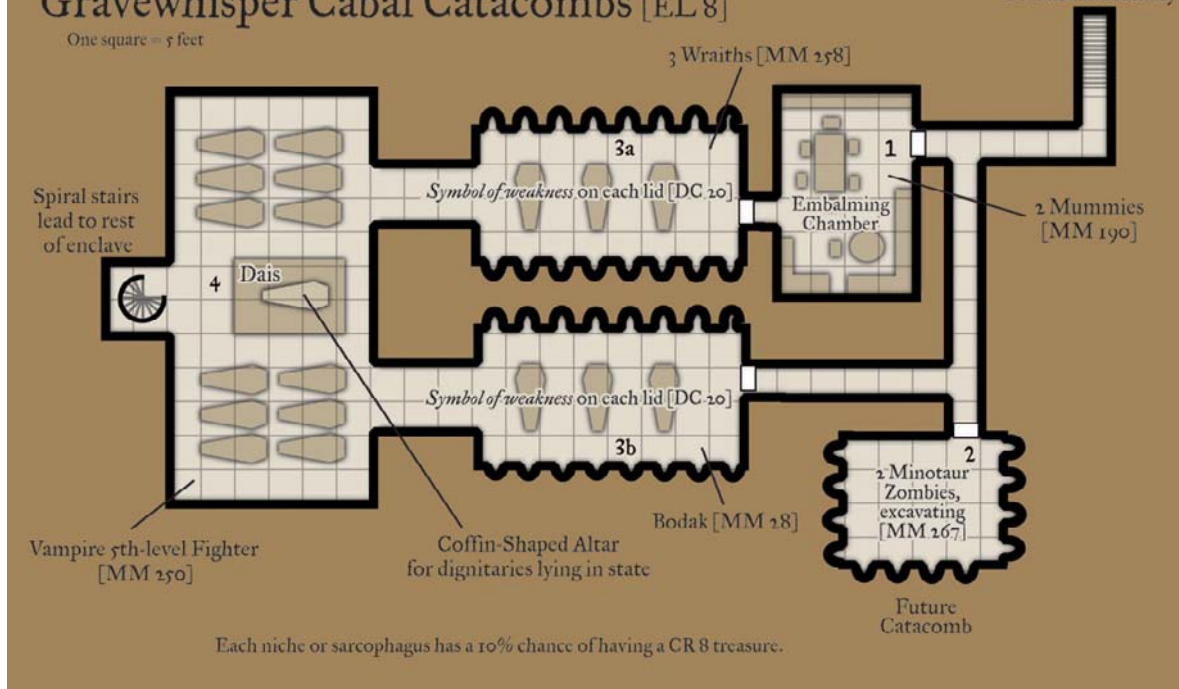 Gravewhisper Cabal Catacombs [EL 8]
One square = 5 feet
3 Wraiths [MM 258]
3a
1
Symbol of weakness on each lid [DC 20]
Embalming
Chamber
2 Mummies
[MM 190]
Spiral stairs
lead to rest
of enclave
4
Dais
Symbol of weakness on each lid [DC 20]
3b
2
2 Minotaur
Zombies,
excavating
[MM 267]
Bodak [MM 28]
Vampire 5th-level Fighter
[MM 250]
Coffin-Shaped Altar
for dignitaries lying in state
Future
Catacomb
Each niche or sarcophagus has a 10% chance of having a CR 8 treasure.